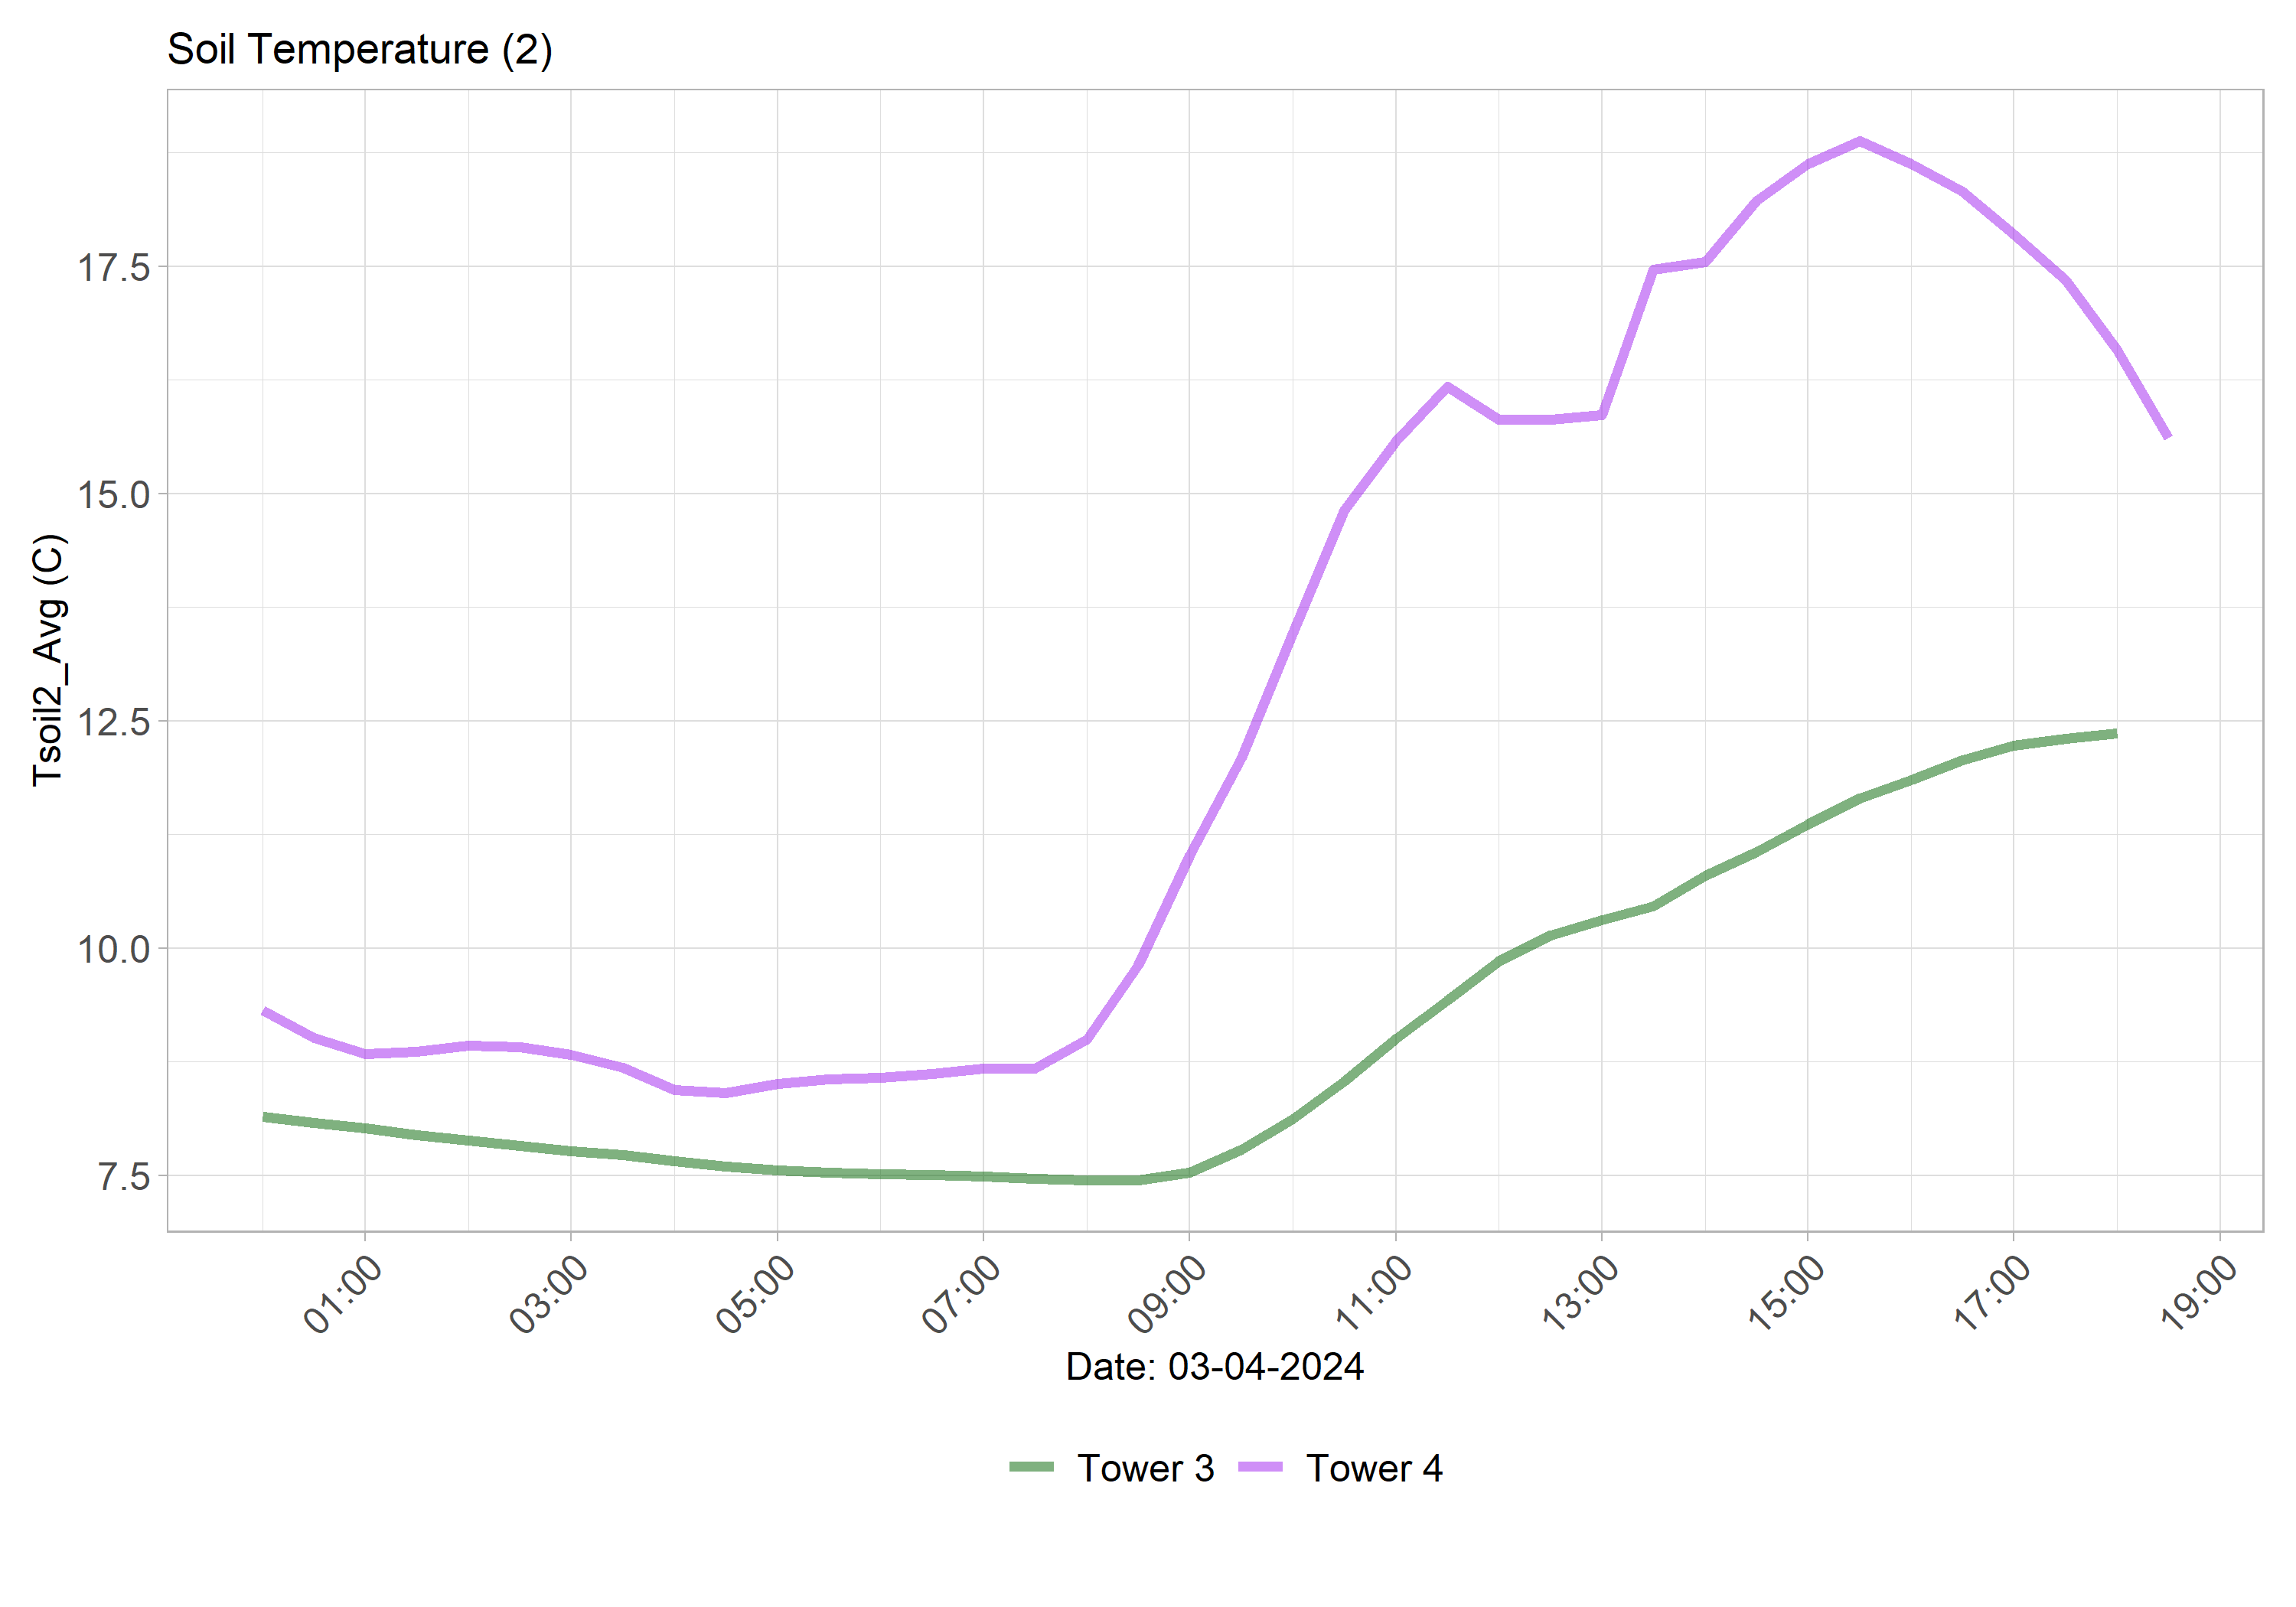 Soil Temperature (2)
Tsoil2_Avg (C)
17.5
15.0
12.5
10.0
7.5
01:00 03:00 05:00 07:00 09:00 11:00 13:00 15:00 17:00 19:00
Date: 03-04-2024
Tower 3 Tower 4